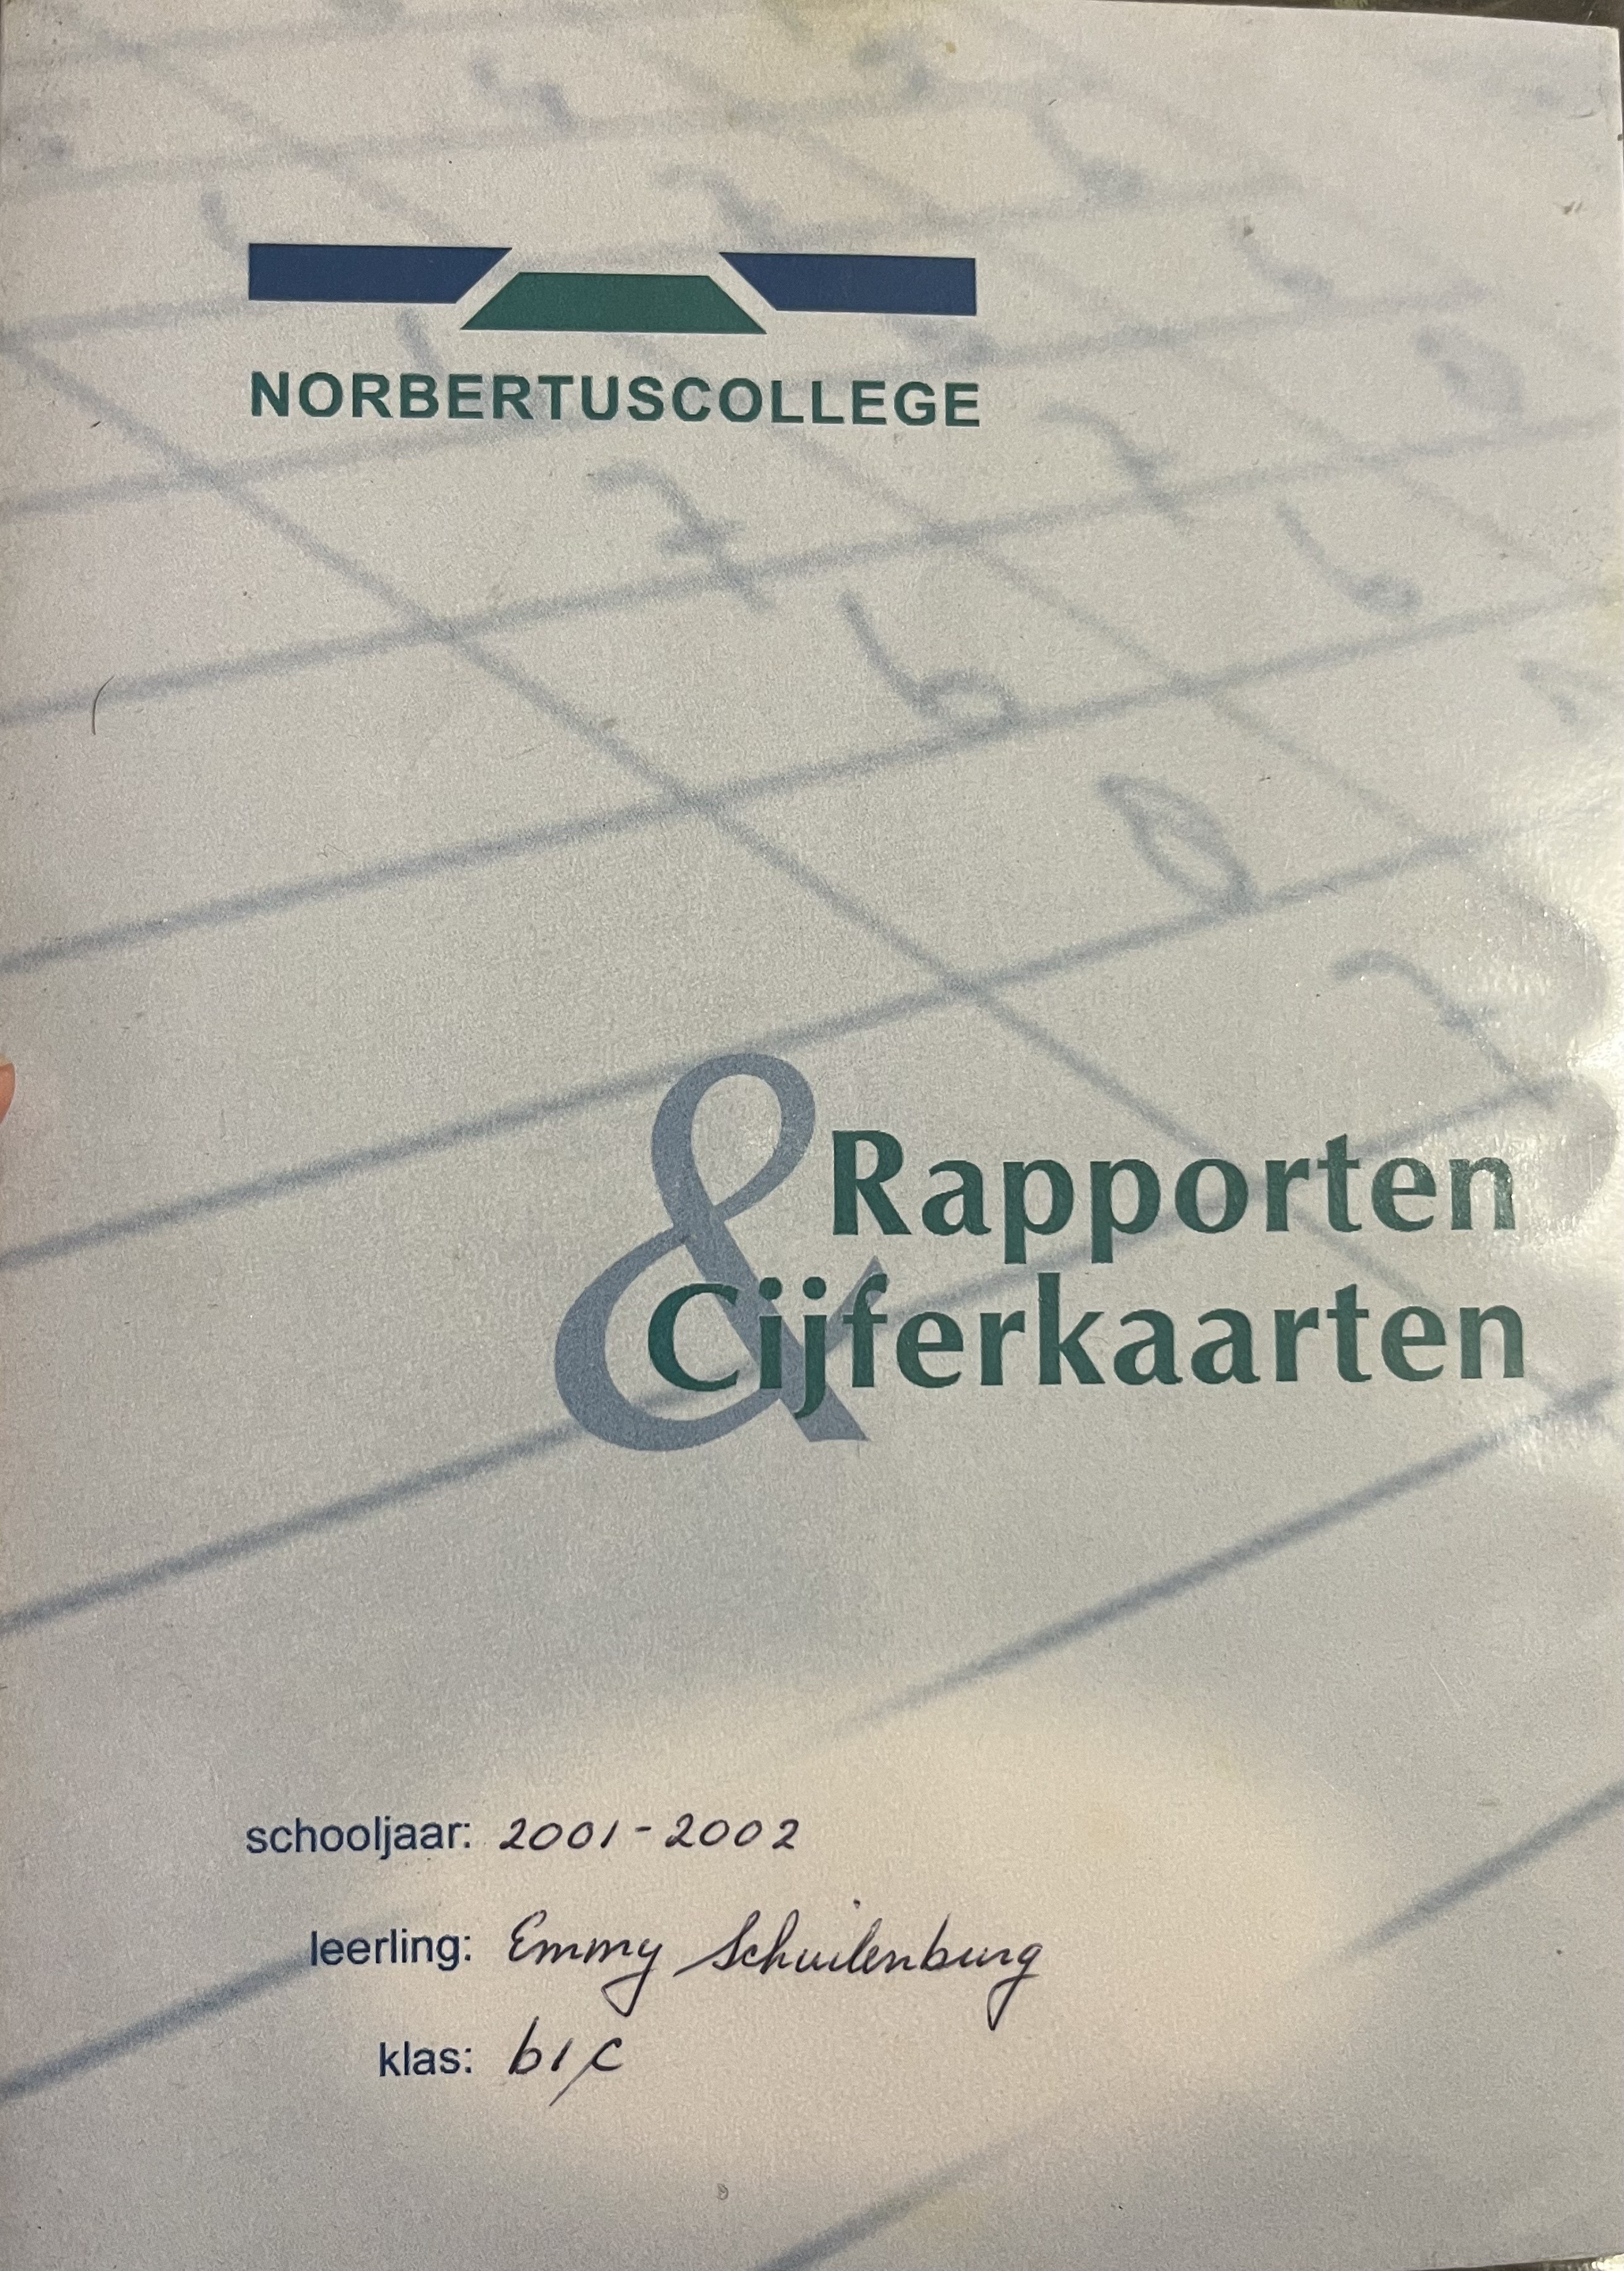 NORBERTUSCOLLEGE
&
Rapporten
Cijferkaarten
schooljaar: 2001-2002
leerling: Emmy Schuilenburg
klas: b1c